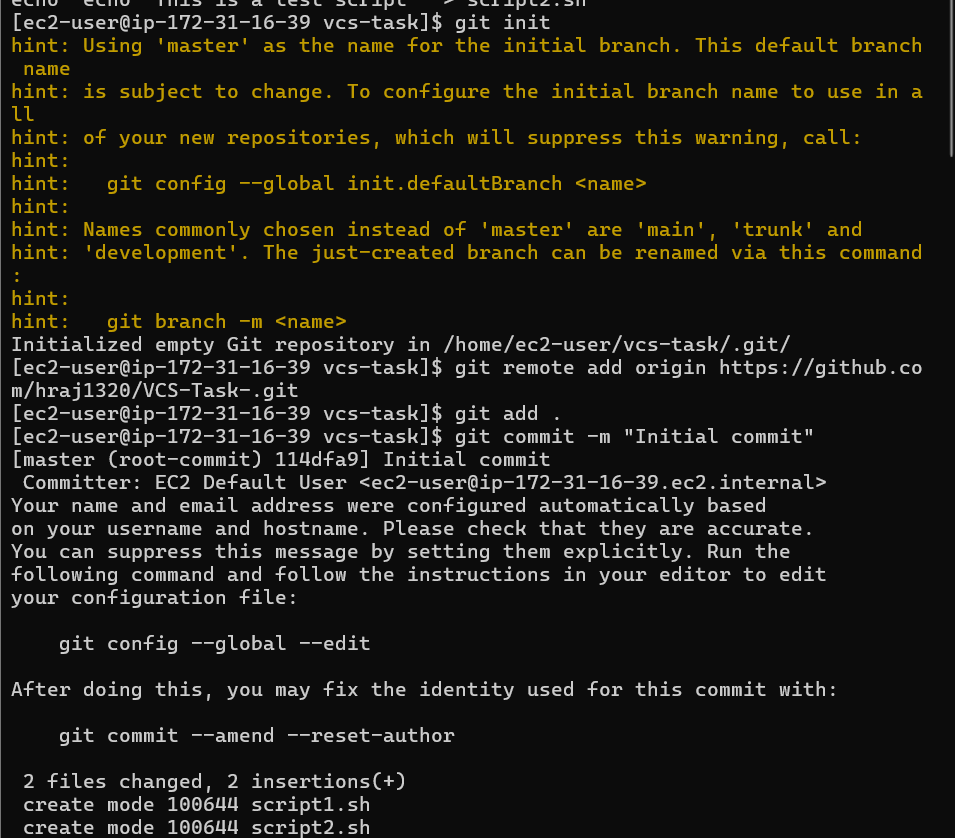 echo "echo 'This is a test script'" > script2.sh
[ec2-user@ip-172-31-16-39 vcs-task]$ git init
hint: Using 'master' as the name for the initial branch. This default branch
 name
hint: is subject to change. To configure the initial branch name to use in a
ll
hint: of your new repositories, which will suppress this warning, call:
hint:
hint:   git config --global init.defaultBranch <name>
hint:
hint: Names commonly chosen instead of 'master' are 'main', 'trunk' and
hint: 'development'. The just-created branch can be renamed via this command
:
hint:
hint:   git branch -m <name>
Initialized empty Git repository in /home/ec2-user/vcs-task/.git/
[ec2-user@ip-172-31-16-39 vcs-task]$ git remote add origin https://github.co
m/hraj1320/VCS-Task-.git
[ec2-user@ip-172-31-16-39 vcs-task]$ git add .
[ec2-user@ip-172-31-16-39 vcs-task]$ git commit -m "Initial commit"
[master (root-commit) 114dfa9] Initial commit
 Committer: EC2 Default User <ec2-user@ip-172-31-16-39.ec2.internal>
Your name and email address were configured automatically based
on your username and hostname. Please check that they are accurate.
You can suppress this message by setting them explicitly. Run the
following command and follow the instructions in your editor to edit
your configuration file:
    git config --global --edit
After doing this, you may fix the identity used for this commit with:
    git commit --amend --reset-author
 2 files changed, 2 insertions(+)
 create mode 100644 script1.sh
 create mode 100644 script2.sh